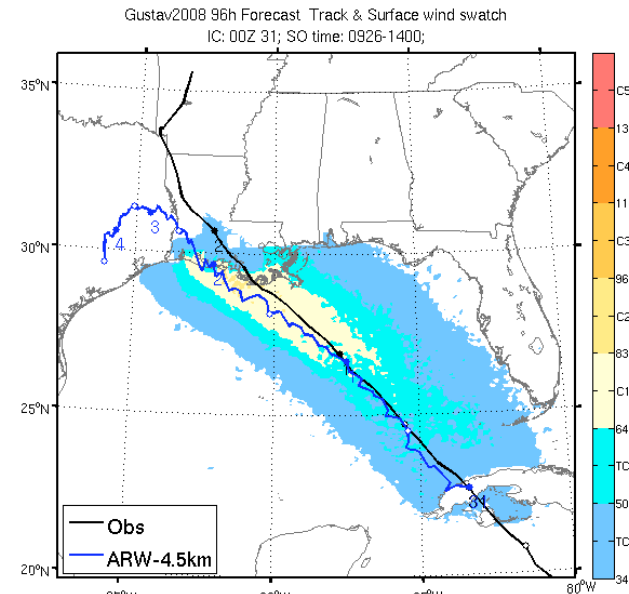 Gustav2008 96h Forecast Track & Surface wind swatch
IC: 00Z 31; SO time: 0926-1400;
35°N
30°N
25°N
20°N
80°W
4
3
2
2
1
31
Obs
ARW-4.5km
C5
13
C4
11
C3
96
C2
83
C1
64
TC
50
TC
34